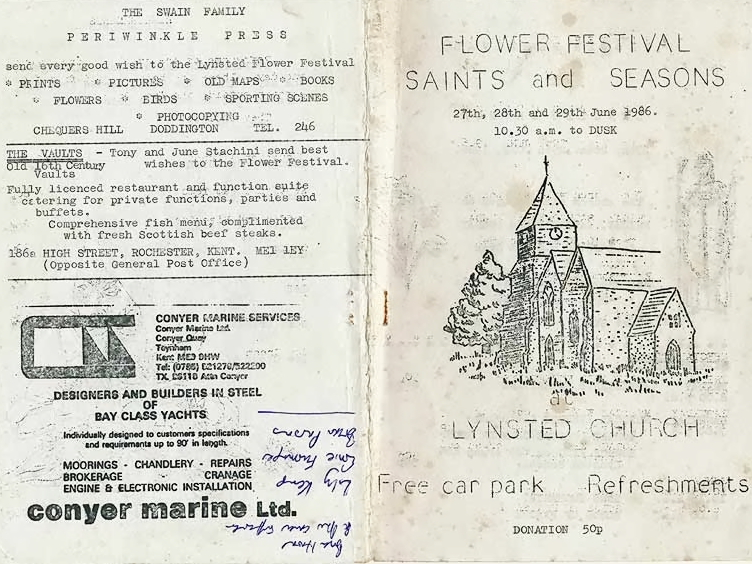 THE SWAIN FAMILY
PERIWINKLE PRESS
send every good wish to the Lynsted Flower Festival
* PRINTS * PICTURES * OLD MAPS * BOOKS
* FLOWERS * BIRDS * SPORTING SCENES
* PHOTOCOPYING
CHEQUERS HILL DODDINGTON TEL. 246
THE VAULTS - Tony and June Stachini send best
Old 16th Century wishes to the Flower Festival.
Vaults
Fully licenced restaurant and function suite
catering for private functions, parties and
buffets.
Comprehensive fish menu, complimented
with fresh Scottish beef steaks.
186a HIGH STREET, ROCHESTER, KENT. ME1 1EY
(Opposite General Post Office)
CONYER MARINE SERVICES
Conyer Marine Ltd.
Conyer Quay
Teynham
Kent ME9 9HW
Tel: (0795) 521276/522200
DESIGNERS AND BUILDERS IN STEEL
OF
BAY CLASS YACHTS
Individually designed to customers specifications
and requirements up to 90' in length.
MOORINGS - CHANDLERY - REPAIRS
BROKERAGE - CRANAGE
ENGINE & ELECTRONIC INSTALLATION
conyer marine Ltd.
FLOWER FESTIVAL
SAINTS and SEASONS
27th, 28th and 29th June 1986.
10.30 a.m. to DUSK
at
LYNSTED CHURCH
Free car park Refreshments
DONATION 50p